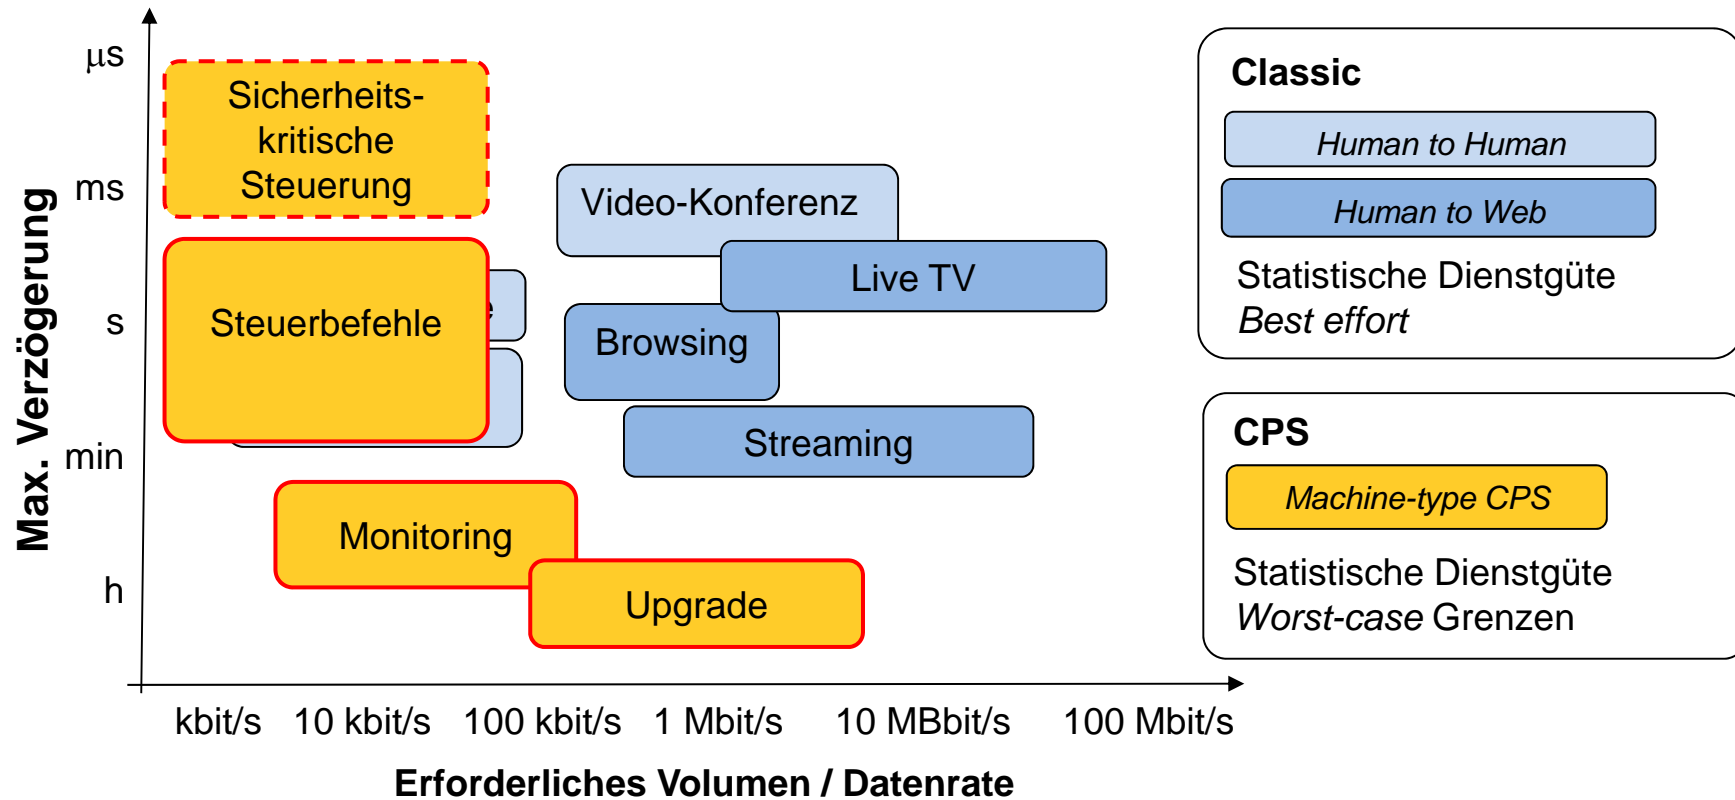 μs
ms
s
min
h
Max. Verzögerung
Sicherheits-
kritische
Steuerung
Steuerbefehle
Video-Konferenz
Live TV
Browsing
Streaming
Monitoring
Upgrade
kbit/s 10 kbit/s 100 kbit/s 1 Mbit/s 10 MBbit/s 100 Mbit/s
Erforderliches Volumen / Datenrate
Classic
Human to Human
Human to Web
Statistische Dienstgüte
Best effort
CPS
Machine-type CPS
Statistische Dienstgüte
Worst-case Grenzen